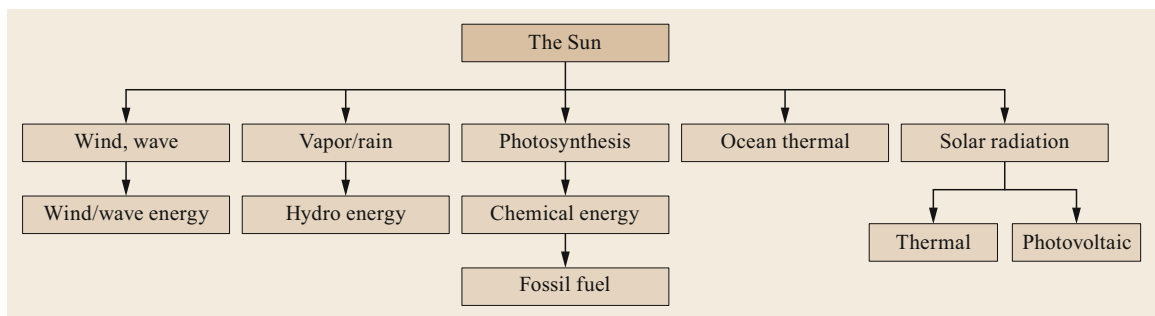 The Sun
Wind, wave
Vapor/rain
Photosynthesis
Ocean thermal
Solar radiation
Wind/wave energy
Hydro energy
Chemical energy
Thermal
Photovoltaic
Fossil fuel